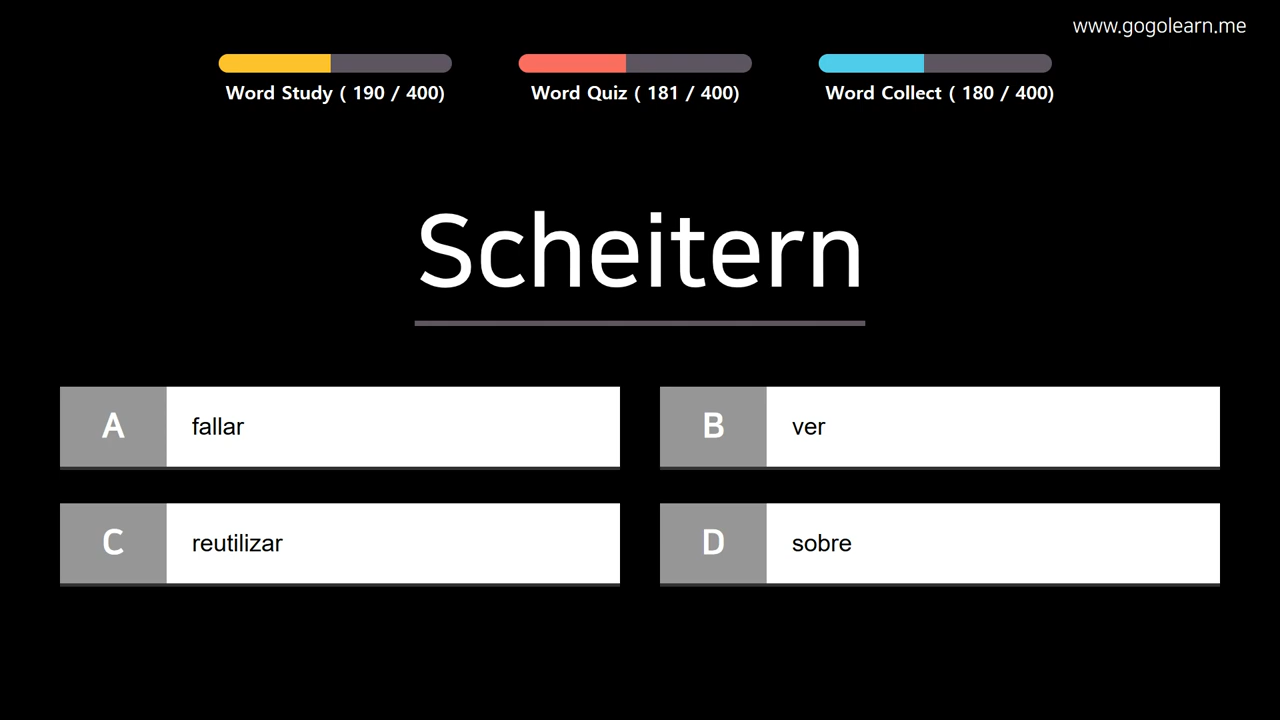 www.gogolearn.me
Word Study ( 190 / 400)
Word Quiz ( 181 / 400)
Word Collect ( 180 / 400)
Scheitern
A fallar
B ver
C reutilizar
D sobre